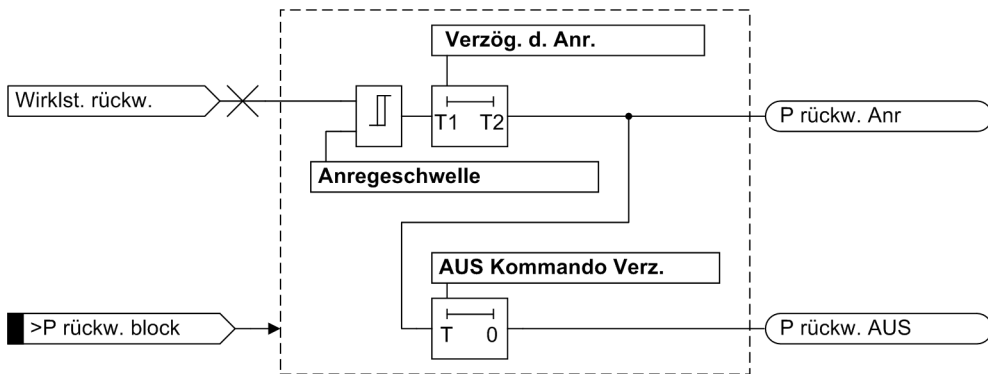 Verzög. d. Anr.
Wirklst. rückw.
T1 T2
P rückw. Anr
Anregeschwelle
AUS Kommando Verz.
>P rückw. block
T 0
P rückw. AUS